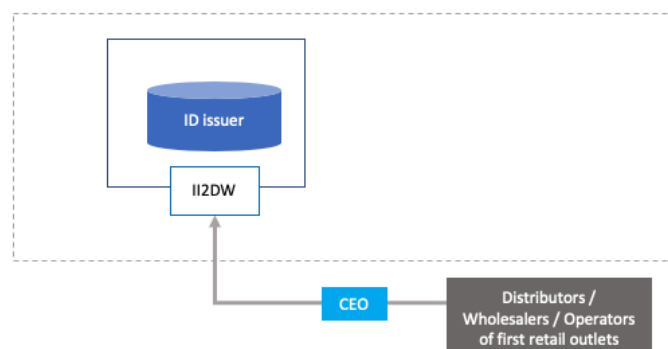 ID issuer
II2DW
CEO
Distributors /
Wholesalers / Operators
of first retail outlets